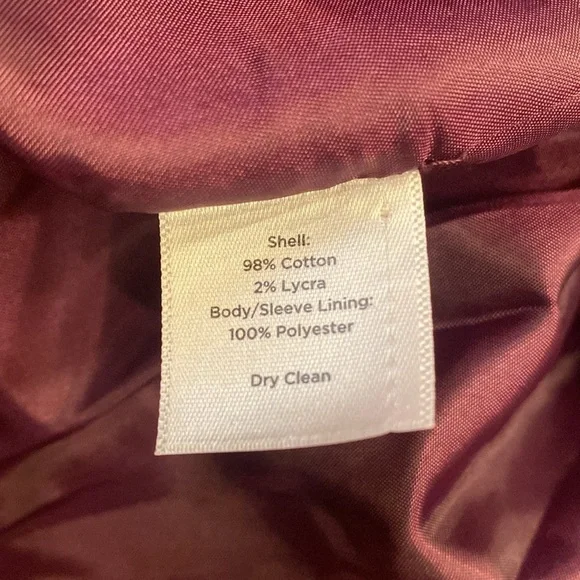 Shell:
98% Cotton
2% Lycra
Body/Sleeve Lining:
100% Polyester
Dry Clean